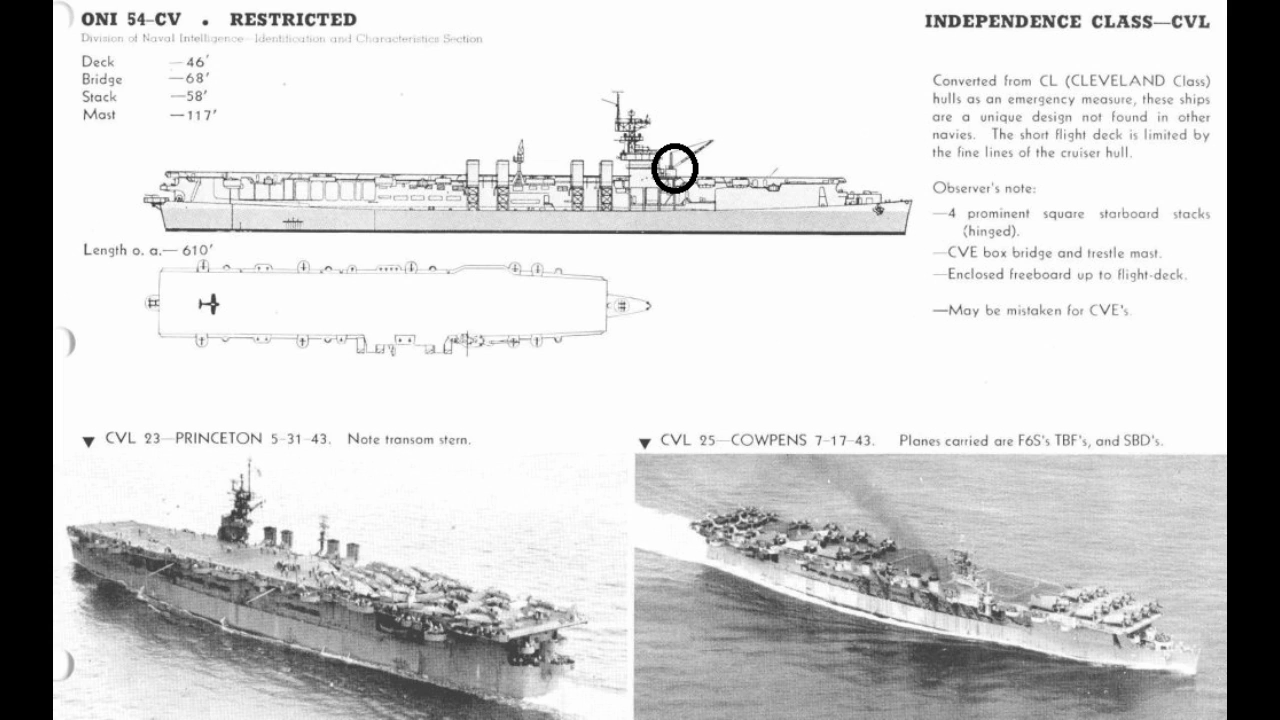 ONI 54-CV . RESTRICTED
INDEPENDENCE CLASS—CVL
Division of Naval Intelligence—Identification and Characteristics Section
Deck —46′
Bridge —68′
Stack —58′
Mast —117′
Converted from CL (CLEVELAND Class)
hulls as an emergency measure, these ships
are a unique design not found in other
navies. The short flight deck is limited by
the fine lines of the cruiser hull.
Observer's note:
—4 prominent square starboard stacks
(hinged).
—CVE box bridge and trestle mast.
—Enclosed freeboard up to flight-deck.
—May be mistaken for CVE's.
Length o. a.— 610′
CVL 23—PRINCETON 5-31-43. Note transom stern.
CVL 25—COWPENS 7-17-43. Planes carried are F6S's TBF's, and SBD's.